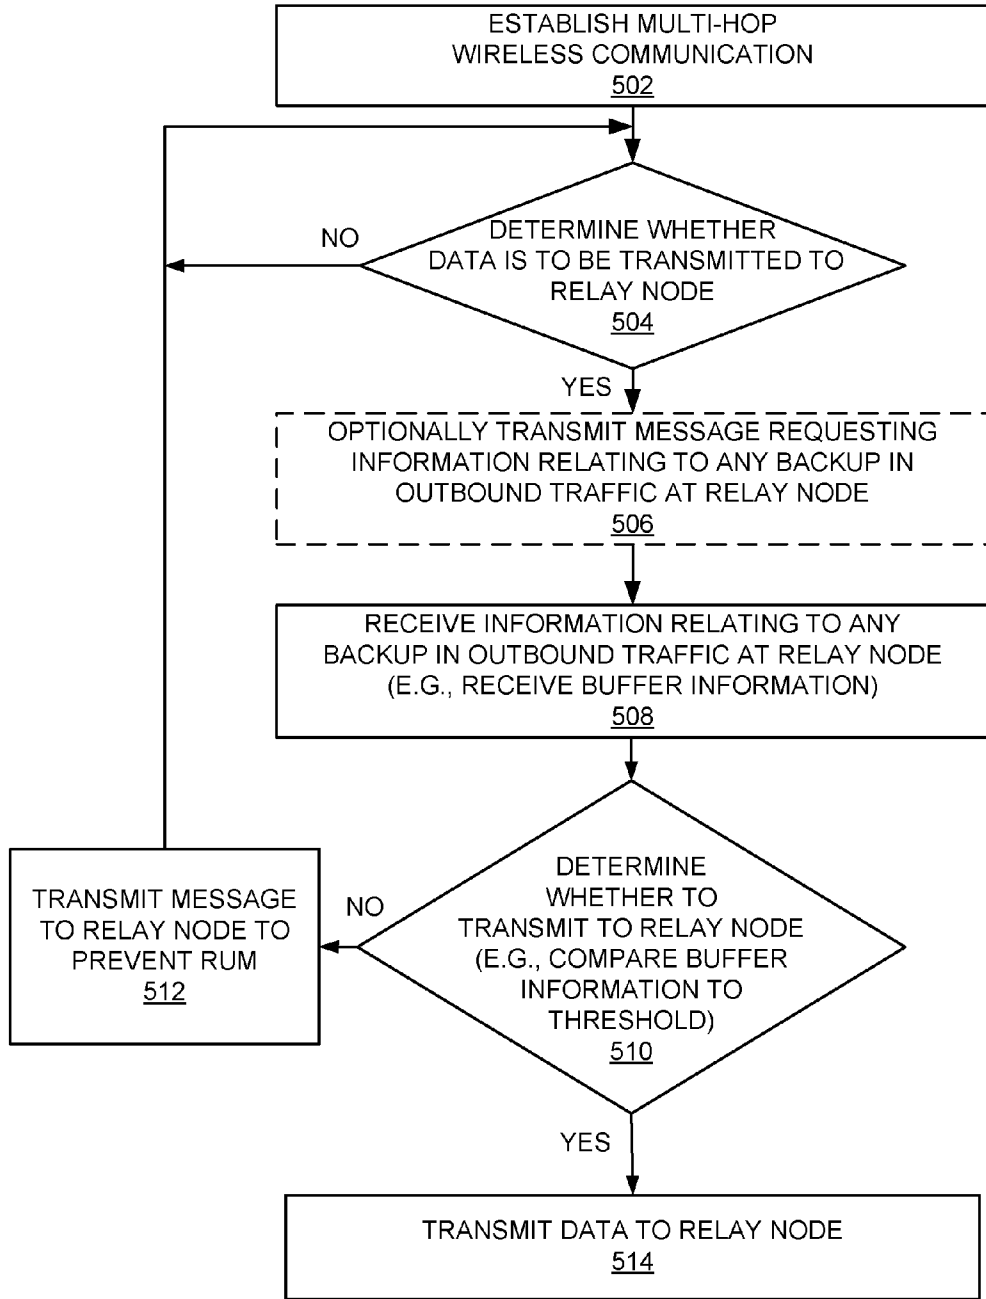 ESTABLISH MULTI-HOP
WIRELESS COMMUNICATION
502
DETERMINE WHETHER
DATA IS TO BE TRANSMITTED TO
RELAY NODE
504
NO
YES
OPTIONALLY TRANSMIT MESSAGE REQUESTING
INFORMATION RELATING TO ANY BACKUP IN
OUTBOUND TRAFFIC AT RELAY NODE
506
RECEIVE INFORMATION RELATING TO ANY
BACKUP IN OUTBOUND TRAFFIC AT RELAY NODE
(E.G., RECEIVE BUFFER INFORMATION)
508
DETERMINE
WHETHER TO
TRANSMIT TO RELAY NODE
(E.G., COMPARE BUFFER
INFORMATION TO
THRESHOLD)
510
NO
TRANSMIT MESSAGE
TO RELAY NODE TO
PREVENT RUM
512
YES
TRANSMIT DATA TO RELAY NODE
514